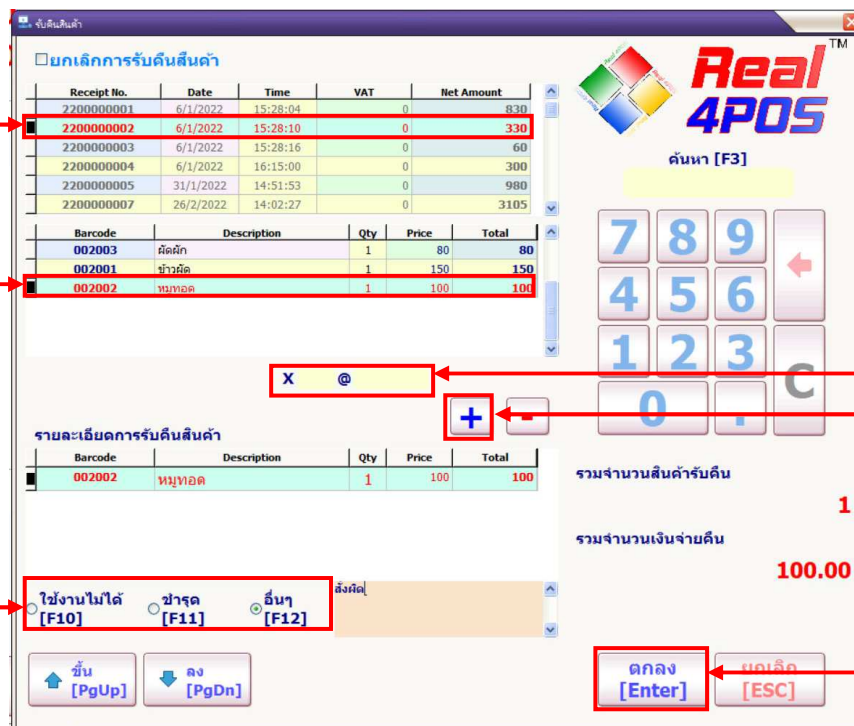 รับคืนสินค้า
ยกเลิกการรับคืนสินค้า
Receipt No. Date Time VAT Net Amount
2200000001 6/1/2022 15:28:04 0 830
2200000002 6/1/2022 15:28:10 0 330
2200000003 6/1/2022 15:28:16 0 60
2200000004 6/1/2022 16:15:00 0 300
2200000005 31/1/2022 14:51:53 0 980
2200000007 26/2/2022 14:02:27 0 3105
Real™
4POS
ค้นหา [F3]
Barcode Description Qty Price Total
002003 ผัดผัก 1 80 80
002001 ข้าวผัด 1 150 150
002002 หมูทอด 1 100 100
7 8 9
4 5 6
1 2 3 C
0 .
X @
+ -
รายละเอียดการรับคืนสินค้า
Barcode Description Qty Price Total
002002 หมูทอด 1 100 100
รวมจำนวนสินค้ารับคืน
1
รวมจำนวนเงินจ่ายคืน
100.00
ใช้งานไม่ได้ [F10]
ชำรุด [F11]
อื่นๆ [F12]
สั่งผิด
ขึ้น [PgUp]
ลง [PgDn]
ตกลง [Enter]
ยกเลิก [ESC]